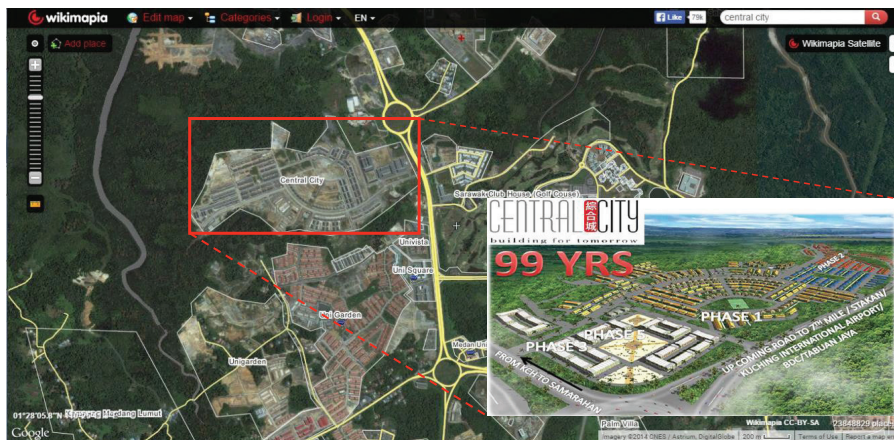 wikimapia
Edit map
Categories
Login
EN
Like
79k
central city
Add place
Wikimapia Satellite
Central City
Sarawak Club House (Golf Couse)
Univista
Uni Square
Uni Garden
Medan Uni
Unigarden
CENTRAL CITY
綜合城
building for tomorrow
99 YRS
PHASE 2
PHASE 1
PHASE 5
PHASE 3
FROM KCH TO SAMARAHAN
UP COMING ROAD TO 7TH MILE / STAKAN/
KUCHING INTERNATIONAL AIRPORT/
BDC/TABUAN JAYA
01°28'05.8"N
Lumut
Google
Palm Villa
Wikimapia CC-BY-SA
23848829 plac
Imagery ©2014 CNES / Astrium, DigitalGlobe
200 m
Terms of Use
Report a